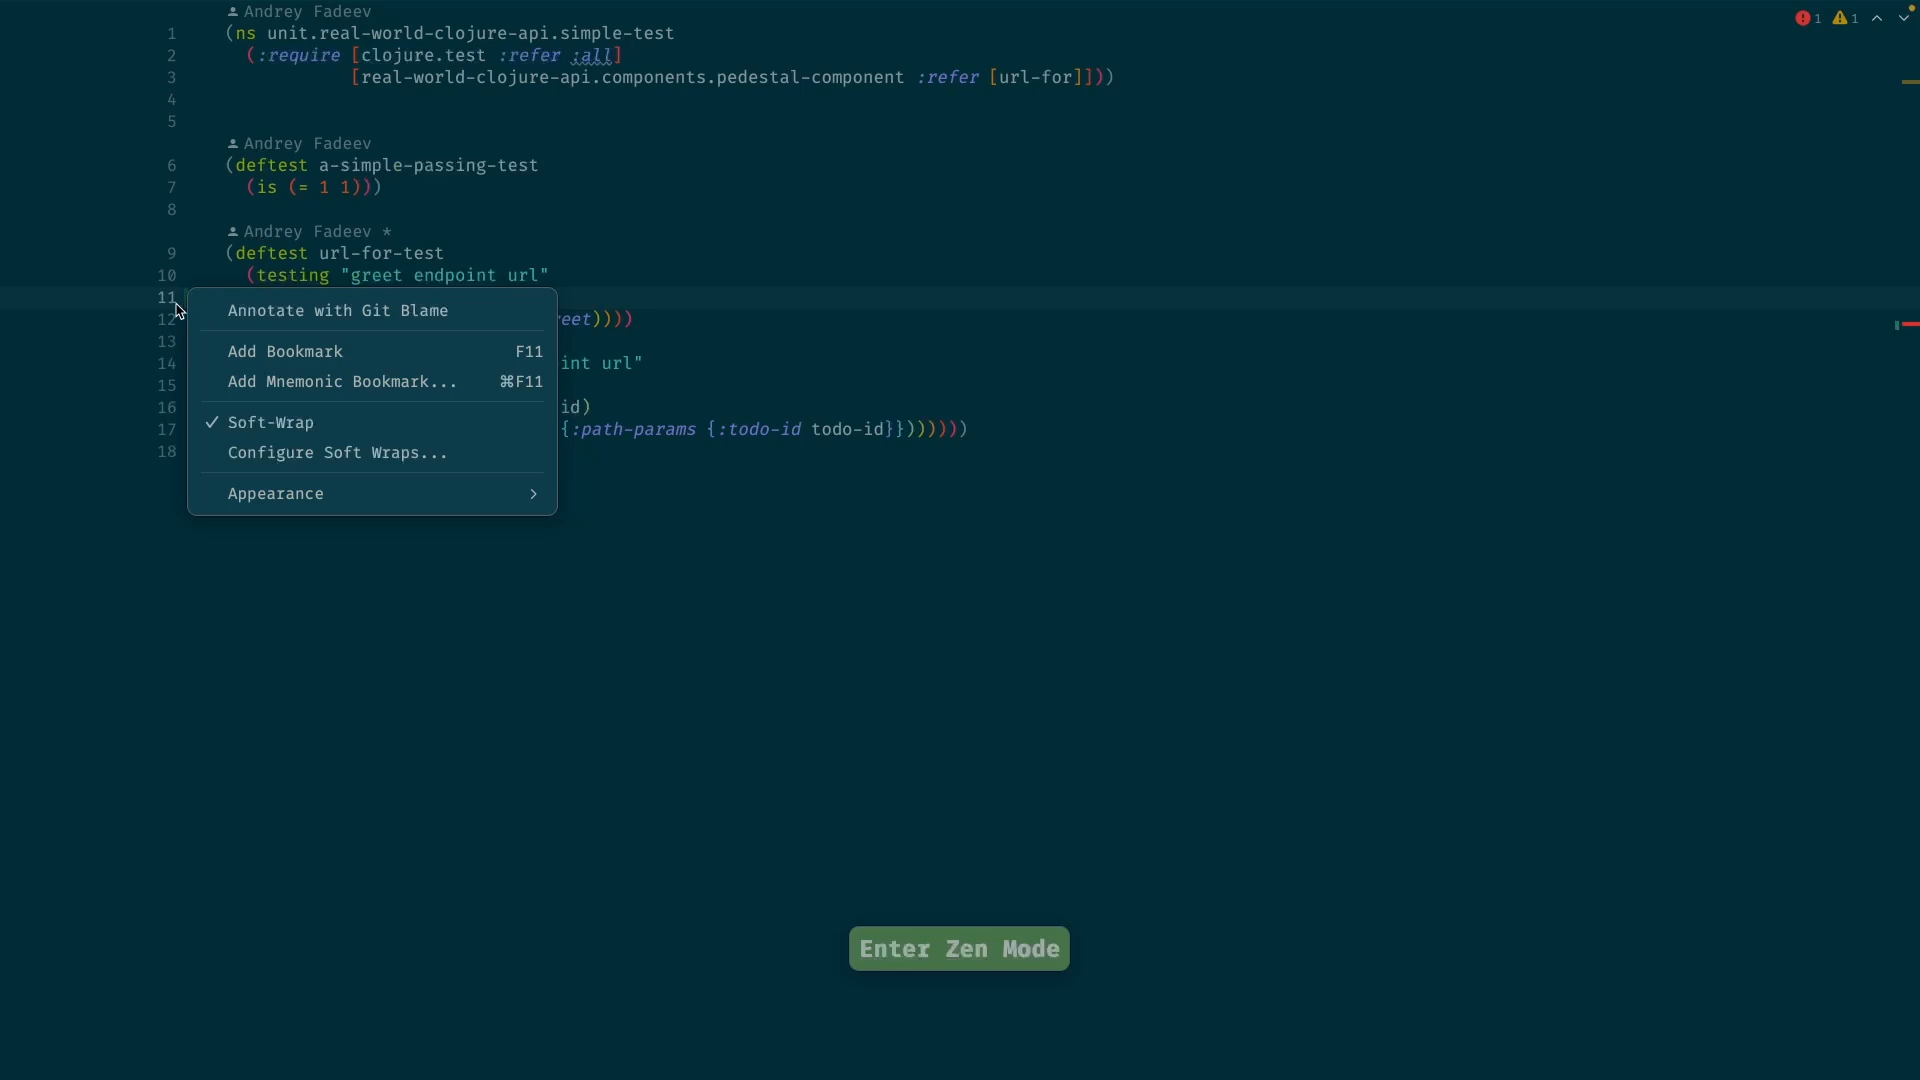 Andrey Fadeev
1 (ns unit.real-world-clojure-api.simple-test
2 (:require [clojure.test :refer :all]
3 [real-world-clojure-api.components.pedestal-component :refer [url-for]]))
4
5
Andrey Fadeev
6 (deftest a-simple-passing-test
7 (is (= 1 1)))
8
Andrey Fadeev *
9 (deftest url-for-test
10 (testing "greet endpoint url"
11
12 eet))))
13
14 int url"
15
16 id)
17 {:path-params {:todo-id todo-id}}))))))
18
Annotate with Git Blame
Add Bookmark F11
Add Mnemonic Bookmark... ⌘F11
✓ Soft-Wrap
Configure Soft Wraps...
Appearance >
1 1
Enter Zen Mode